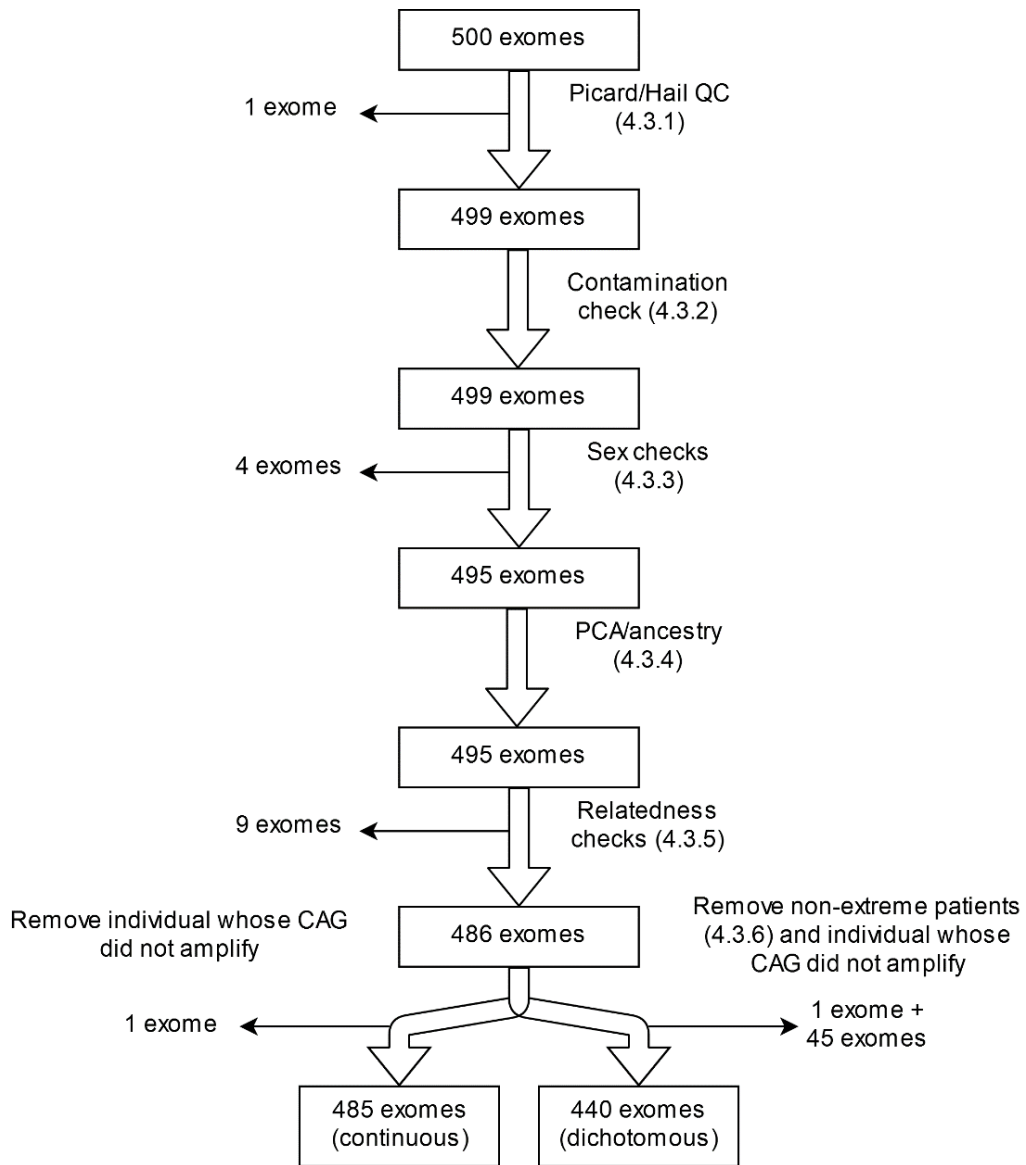 500 exomes
1 exome
Picard/Hail QC
(4.3.1)
499 exomes
Contamination
check (4.3.2)
499 exomes
4 exomes
Sex checks
(4.3.3)
495 exomes
PCA/ancestry
(4.3.4)
495 exomes
9 exomes
Relatedness
checks (4.3.5)
486 exomes
Remove individual whose CAG
did not amplify
Remove non-extreme patients
(4.3.6) and individual whose
CAG did not amplify
1 exome
1 exome +
45 exomes
485 exomes
(continuous)
440 exomes
(dichotomous)